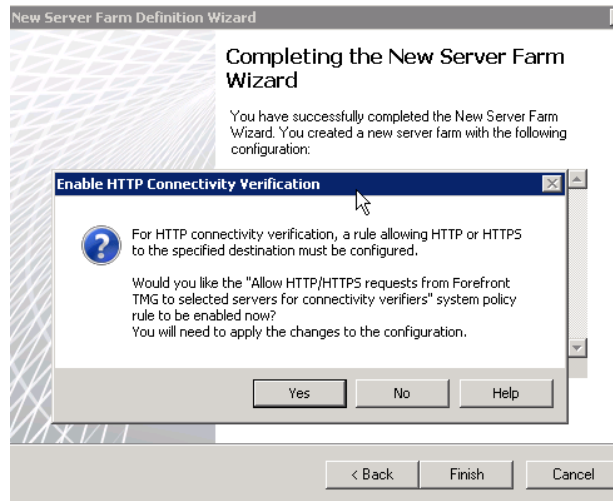 New Server Farm Definition Wizard
Completing the New Server Farm
Wizard
You have successfully completed the New Server Farm
Wizard. You created a new server farm with the following
configuration:
Enable HTTP Connectivity Verification
For HTTP connectivity verification, a rule allowing HTTP or HTTPS
to the specified destination must be configured.
Would you like the "Allow HTTP/HTTPS requests from Forefront
TMG to selected servers for connectivity verifiers" system policy
rule to be enabled now?
You will need to apply the changes to the configuration.
Yes No Help
< Back Finish Cancel